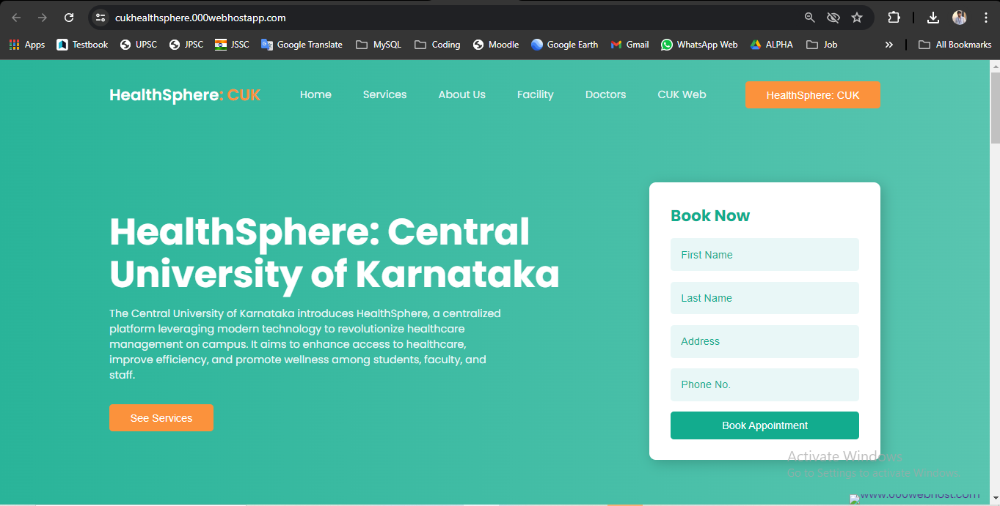 cukhealthsphere.000webhostapp.com
Apps Testbook UPSC JPSC JSSC Google Translate MySQL Coding Moodle Google Earth Gmail WhatsApp Web ALPHA Job » All Bookmarks
HealthSphere: CUK Home Services About Us Facility Doctors CUK Web HealthSphere: CUK
HealthSphere: Central
University of Karnataka
The Central University of Karnataka introduces HealthSphere, a centralized
platform leveraging modern technology to revolutionize healthcare
management on campus. It aims to enhance access to healthcare,
improve efficiency, and promote wellness among students, faculty, and
staff.
See Services
Book Now
First Name
Last Name
Address
Phone No.
Book Appointment
Activate Windows
Go to Settings to activate Windows.
www.000webhost.com